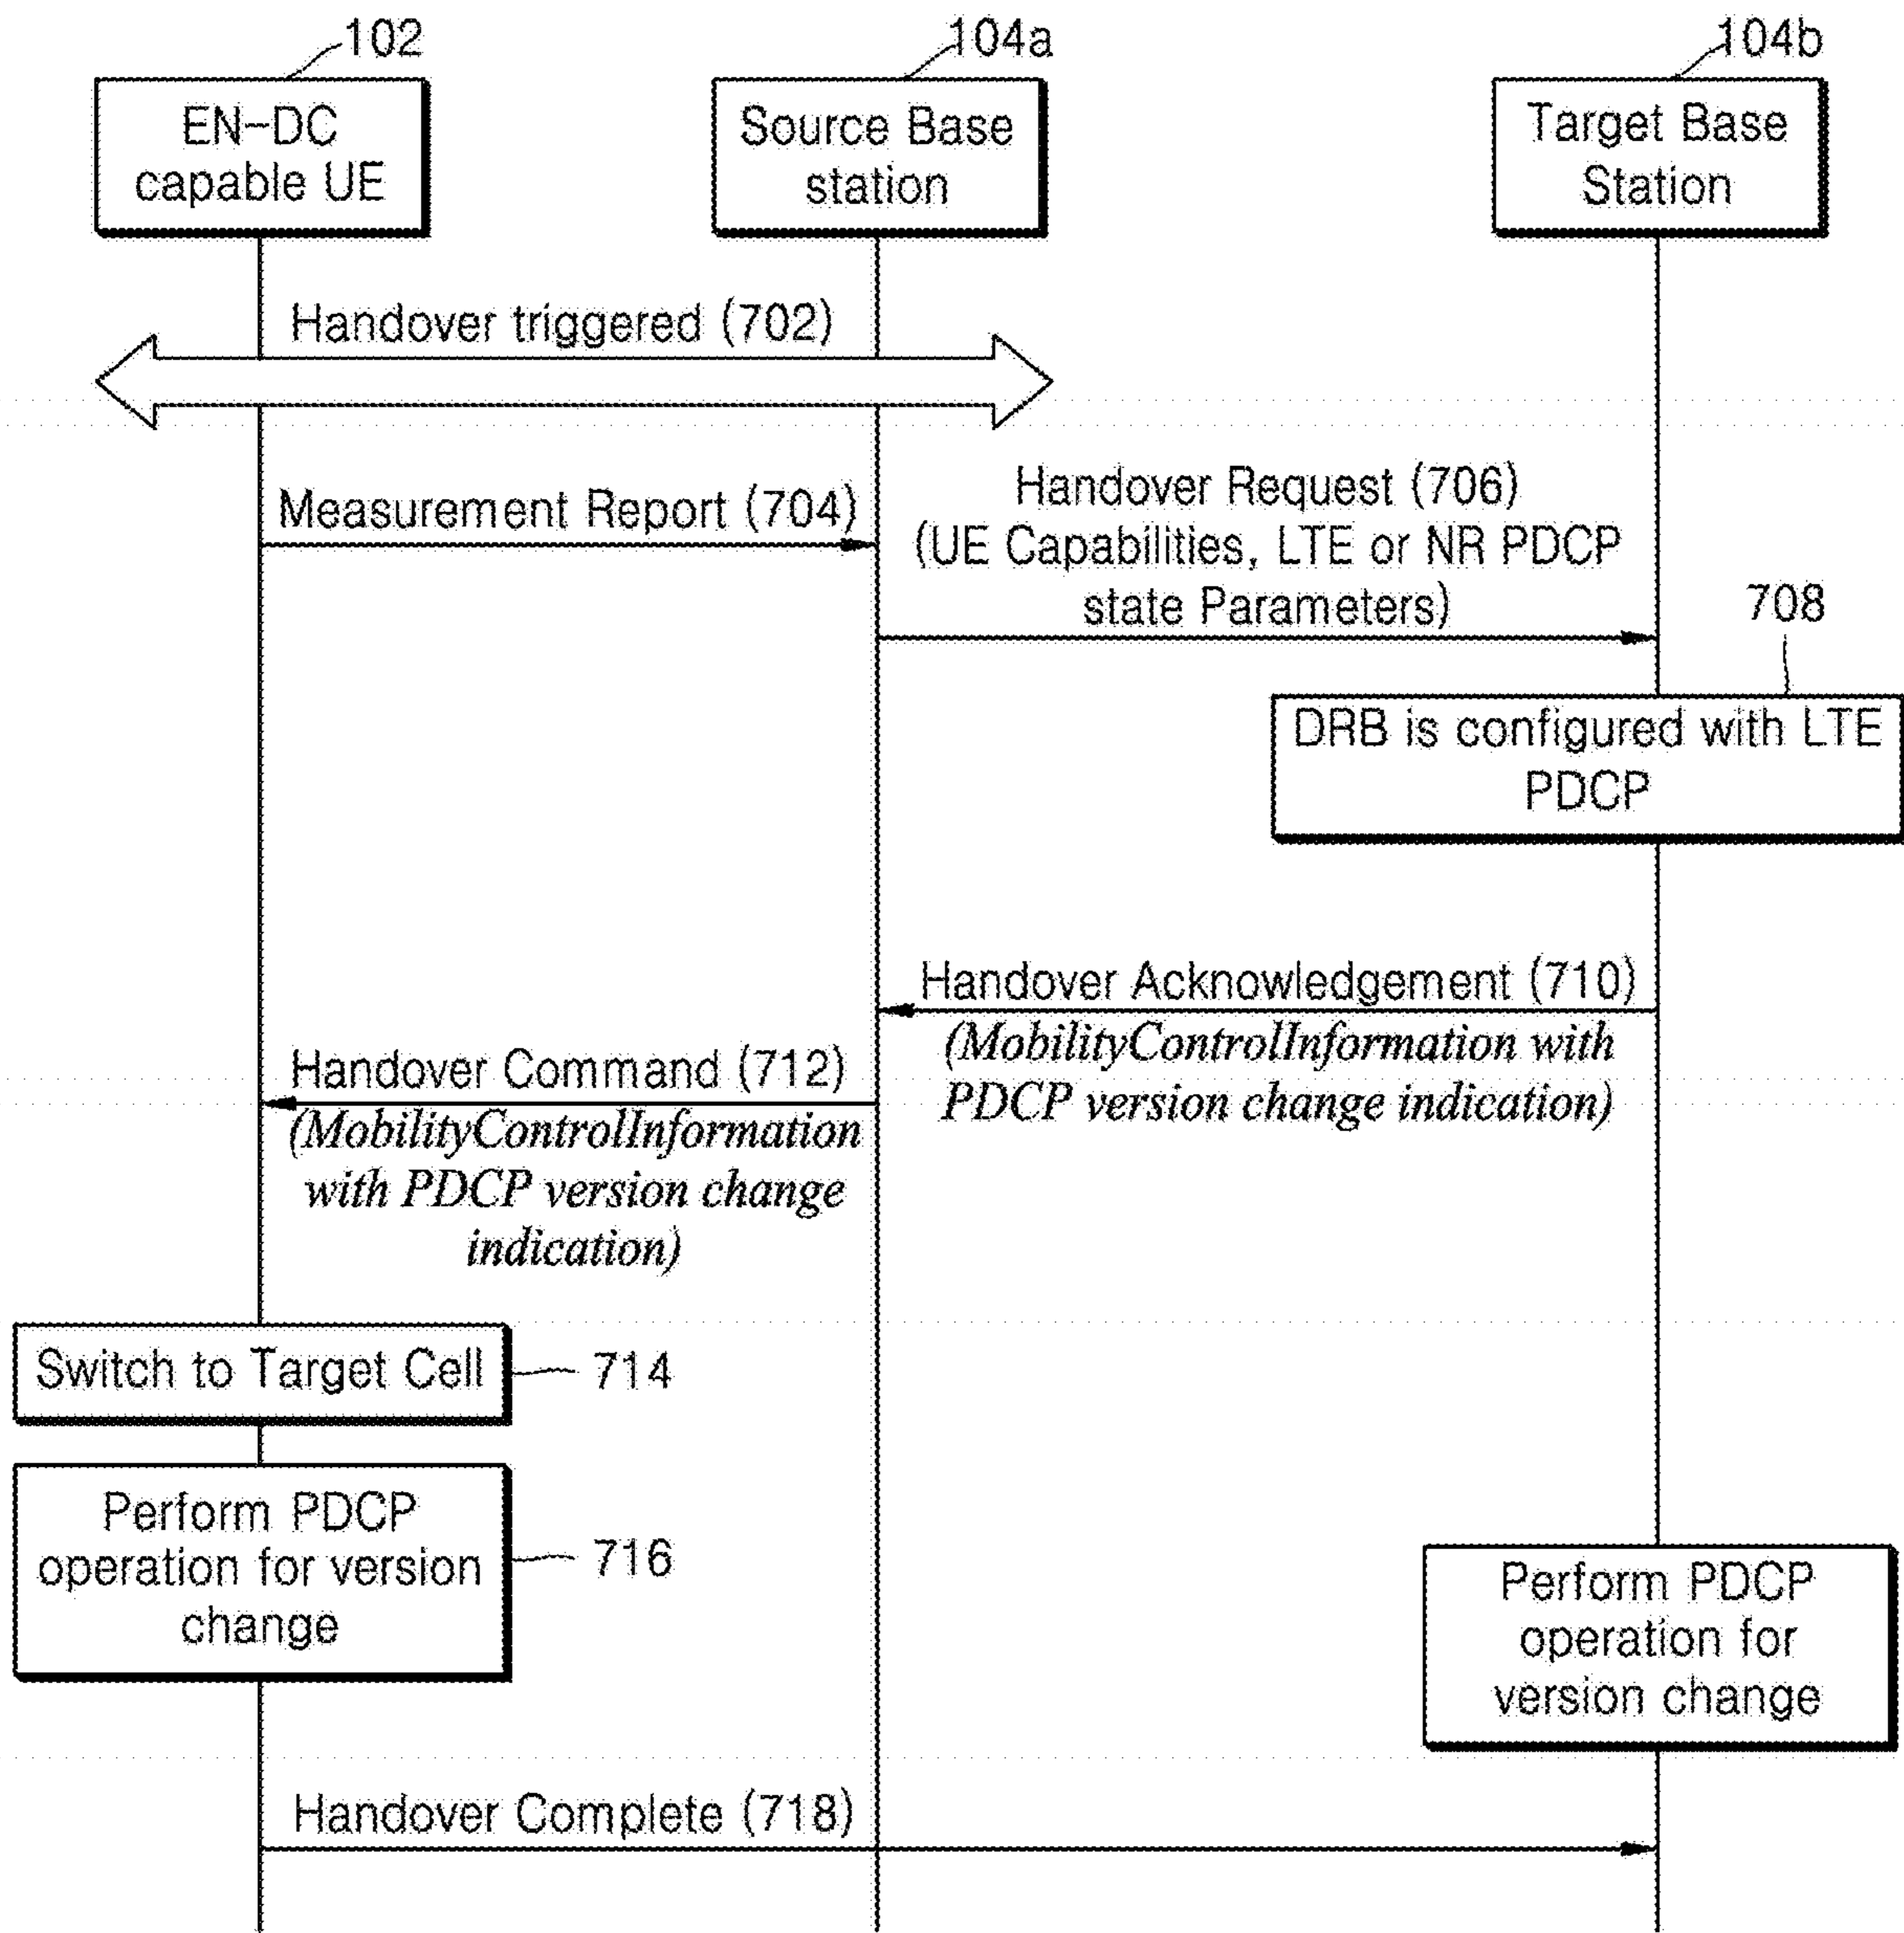 102
104a
104b
EN-DC
capable UE
Source Base
station
Target Base
Station
Handover triggered (702)
Measurement Report (704)
Handover Request (706)
(UE Capabilities, LTE or NR PDCP
state Parameters)
708
DRB is configured with LTE
PDCP
Handover Acknowledgement (710)
(MobilityControlInformation with
PDCP version change indication)
Handover Command (712)
(MobilityControlInformation
with PDCP version change
indication)
Switch to Target Cell
714
Perform PDCP
operation for version
change
716
Perform PDCP
operation for
version change
Handover Complete (718)